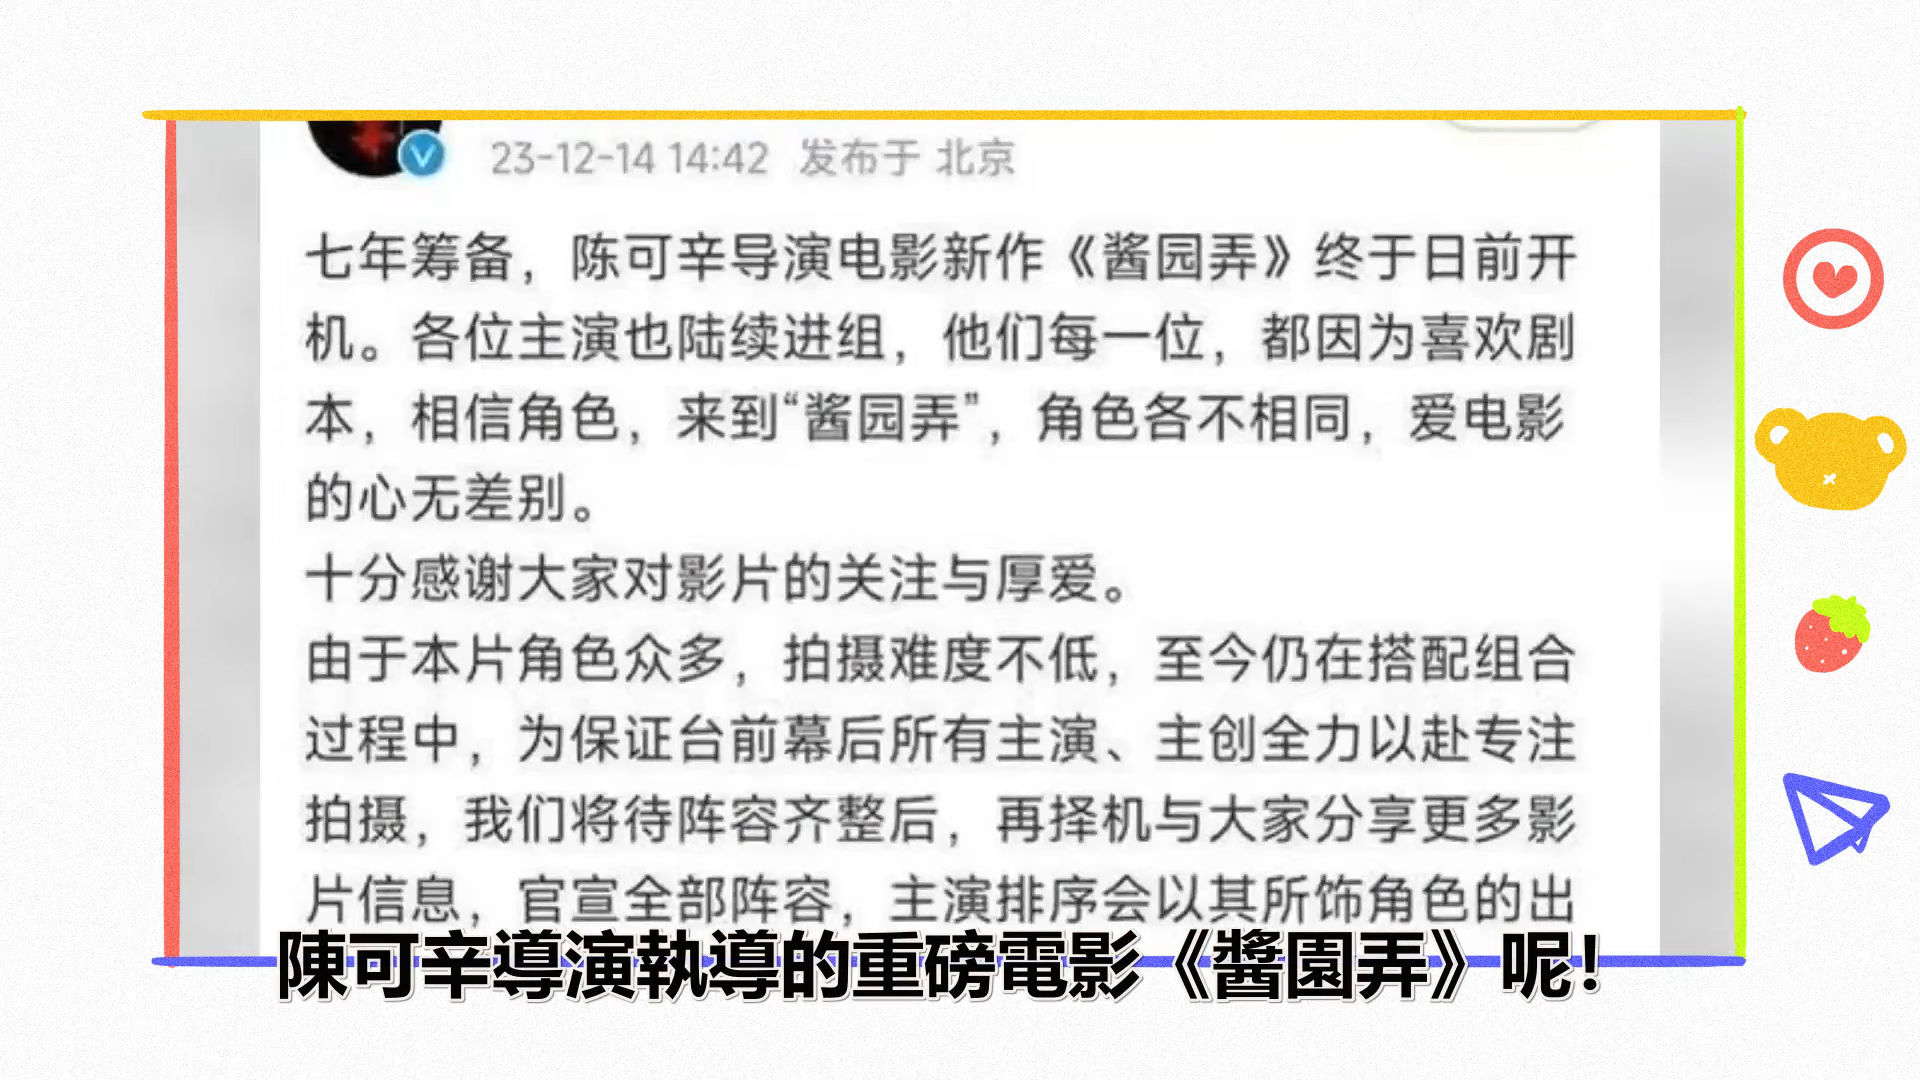 23-12-14 14:42 发布于 北京
七年筹备，陈可辛导演电影新作《酱园弄》终于日前开
机。各位主演也陆续进组，他们每一位，都因为喜欢剧
本，相信角色，来到“酱园弄”，角色各不相同，爱电影
的心无差别。
十分感谢大家对影片的关注与厚爱。
由于本片角色众多，拍摄难度不低，至今仍在搭配组合
过程中，为保证台前幕后所有主演、主创全力以赴专注
拍摄，我们将待阵容齐整后，再择机与大家分享更多影
片信息，官宣全部阵容，主演排序会以其所饰角色的出
陳可辛導演執導的重磅電影《醬園弄》呢！